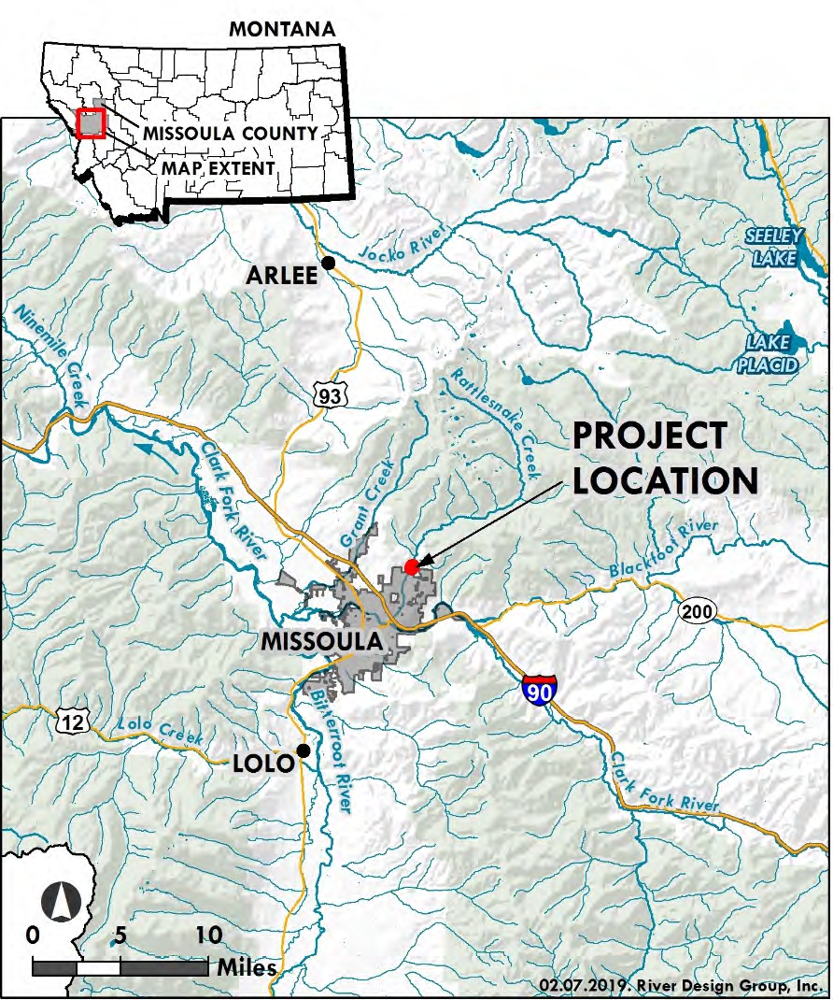 MONTANA
MISSOULA COUNTY
MAP EXTENT
Jocko River
SEELEY
LAKE
ARLEE
Ninemile Creek
LAKE
PLACID
93
Rattlesnake Creek
PROJECT
LOCATION
Clark Fork River
Grant Creek
Blackfoot River
200
MISSOULA
90
12
Lolo Creek
Bitterroot River
LOLO
Clark Fork River
0 5 10
Miles
02.07.2019. River Design Group, Inc.